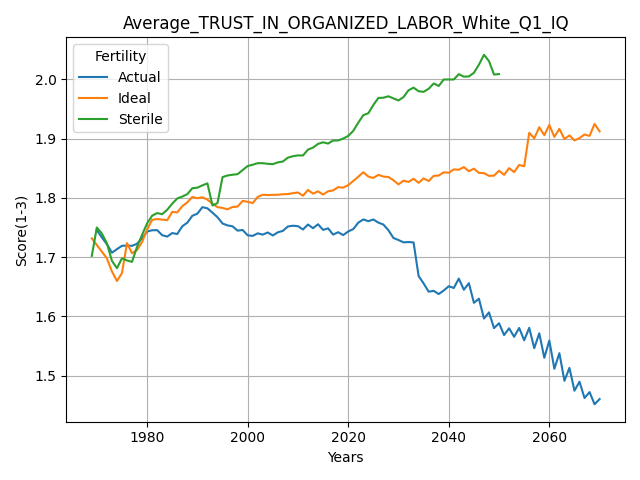 Average_TRUST_IN_ORGANIZED_LABOR_White_Q1_IQ
Fertility
Actual
Ideal
Sterile
Score(1-3)
2.0
1.9
1.8
1.7
1.6
1.5
1980 2000 2020 2040 2060
Years